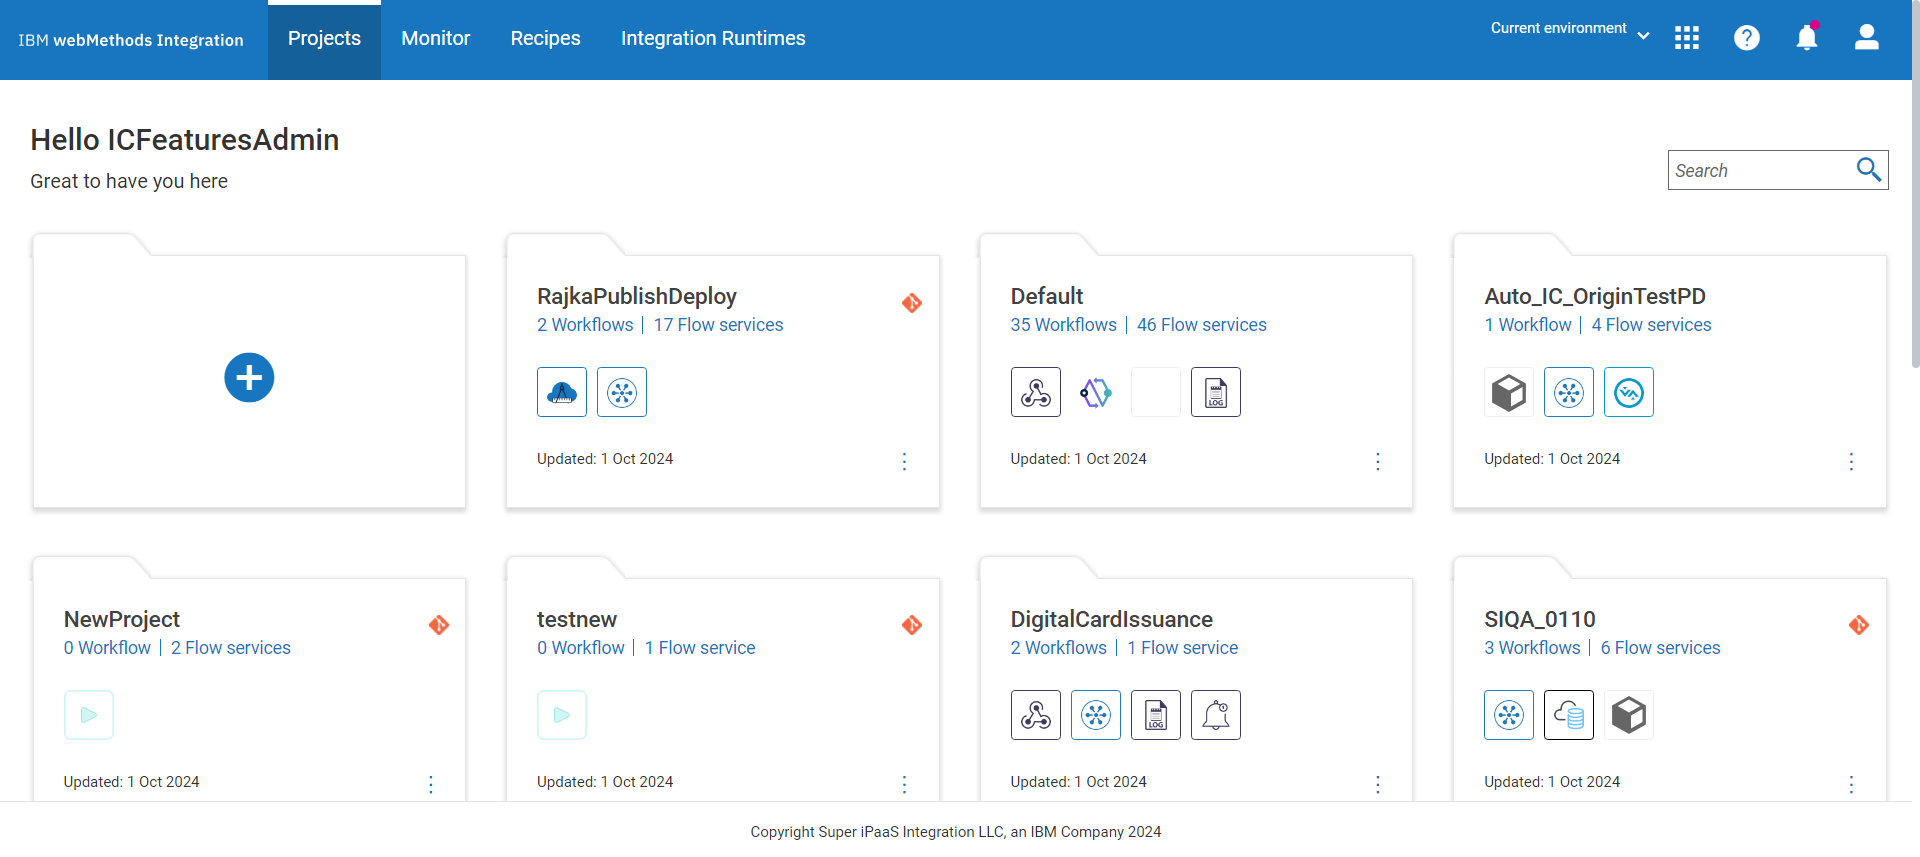 IBM webMethods Integration
Projects
Monitor
Recipes
Integration Runtimes
Current environment
Hello ICFeaturesAdmin
Great to have you here
Search
RajkaPublishDeploy
2 Workflows | 17 Flow services
Updated: 1 Oct 2024
Default
35 Workflows | 46 Flow services
LOG
Updated: 1 Oct 2024
Auto_IC_OriginTestPD
1 Workflow | 4 Flow services
Updated: 1 Oct 2024
NewProject
0 Workflow | 2 Flow services
Updated: 1 Oct 2024
testnew
0 Workflow | 1 Flow service
Updated: 1 Oct 2024
DigitalCardIssuance
2 Workflows | 1 Flow service
LOG
Updated: 1 Oct 2024
SIQA_0110
3 Workflows | 6 Flow services
Updated: 1 Oct 2024
Copyright Super iPaaS Integration LLC, an IBM Company 2024